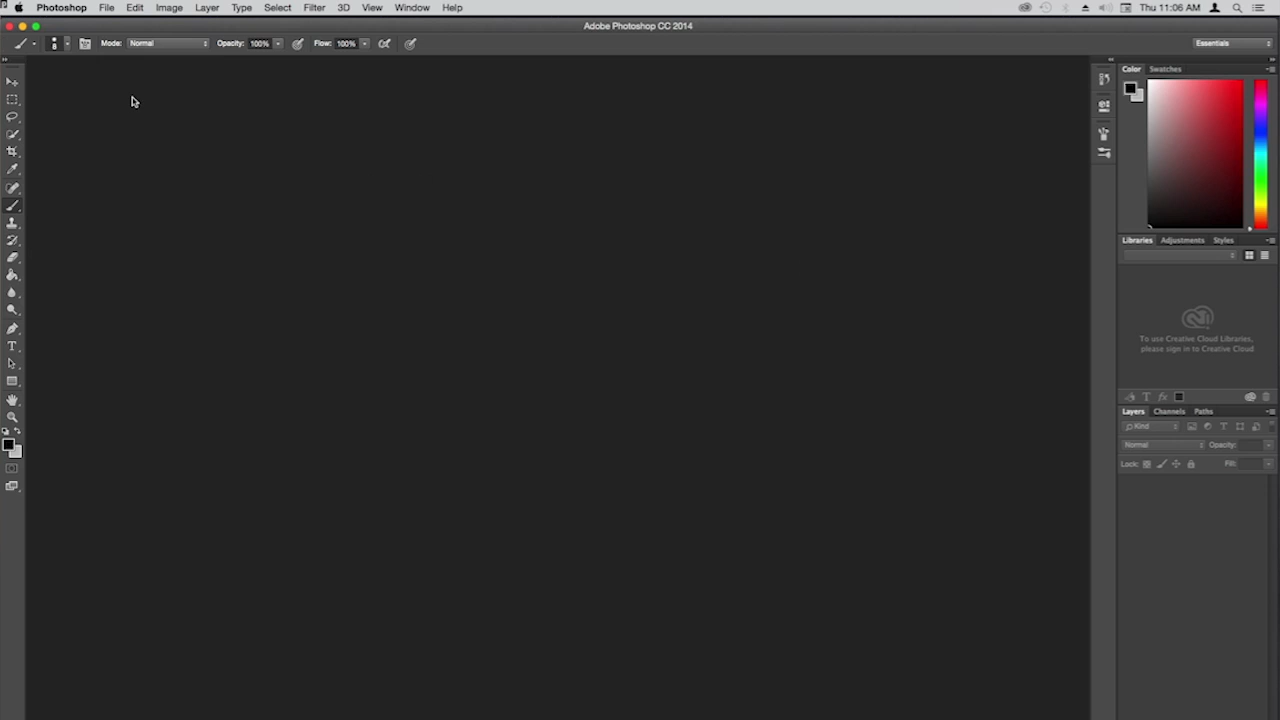 Photoshop File Edit Image Layer Type Select Filter 3D View Window Help Thu 11:06 AM
Adobe Photoshop CC 2014
8 Mode: Normal Opacity: 100% Flow: 100% Essentials
Color Swatches
Libraries Adjustments Styles
To use Creative Cloud Libraries,
please sign in to Creative Cloud
T fx
Layers Channels Paths
Kind T
Normal Opacity:
Lock: Fill:
T